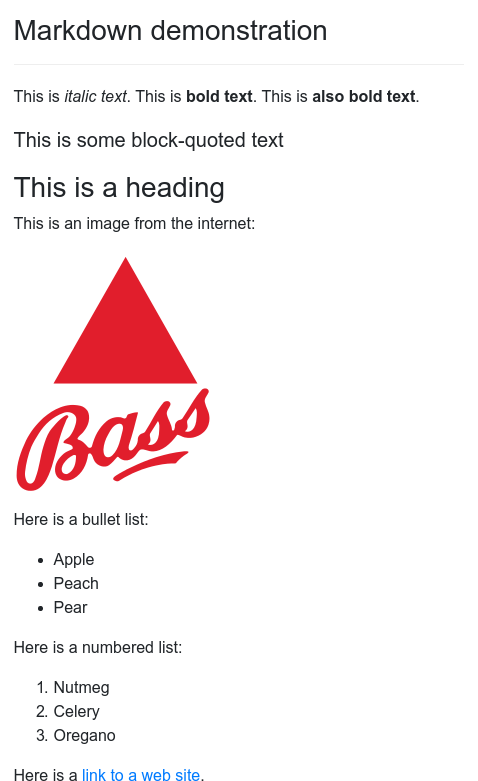 Markdown demonstration
This is italic text. This is bold text. This is also bold text.
This is some block-quoted text
This is a heading
This is an image from the internet:
Bass
Here is a bullet list:
• Apple
• Peach
• Pear
Here is a numbered list:
1. Nutmeg
2. Celery
3. Oregano
Here is a link to a web site.